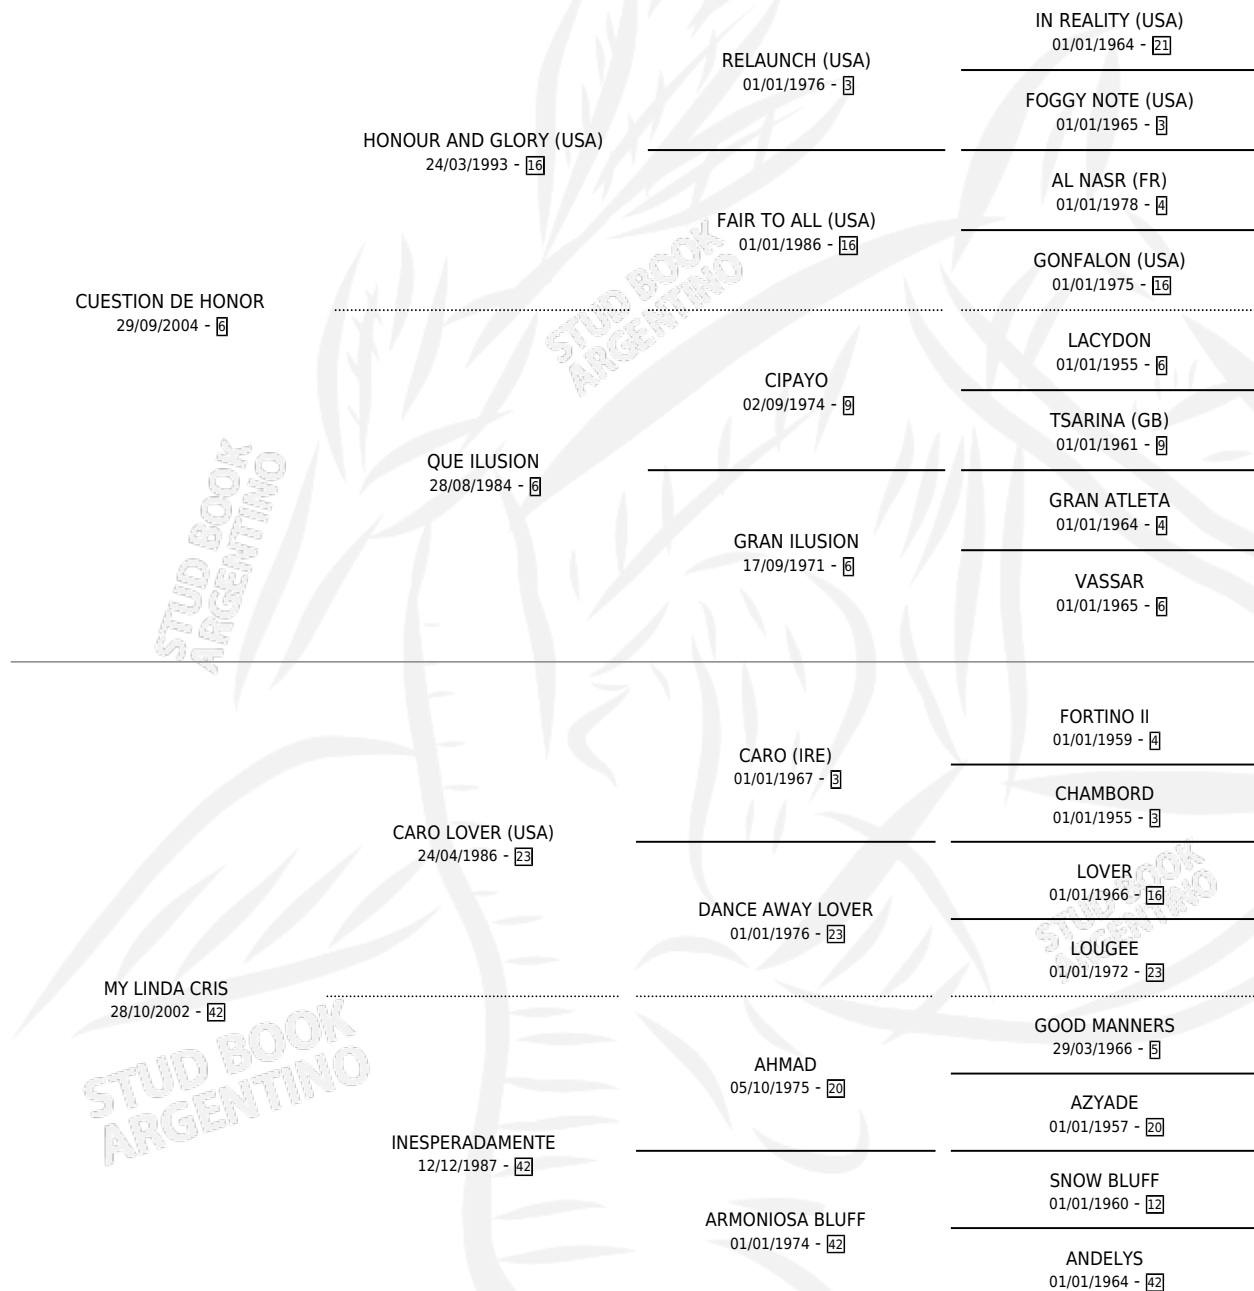 IN REALITY (USA)
01/01/1964 - 21
RELAUNCH (USA)
01/01/1976 - 3
FOGGY NOTE (USA)
01/01/1965 - 3
HONOUR AND GLORY (USA)
24/03/1993 - 16
AL NASR (FR)
01/01/1978 - 4
FAIR TO ALL (USA)
01/01/1986 - 16
GONFALON (USA)
01/01/1975 - 16
STUD BOOK
ARGENTINO
CUESTION DE HONOR
29/09/2004 - 6
LACYDON
01/01/1955 - 6
CIPAYO
02/09/1974 - 9
TSARINA (GB)
01/01/1961 - 9
QUE ILUSION
28/08/1984 - 6
GRAN ATLETA
01/01/1964 - 4
GRAN ILUSION
17/09/1971 - 6
VASSAR
01/01/1965 - 6
STUD BOOK
ARGENTINO
FORTINO II
01/01/1959 - 4
CARO (IRE)
01/01/1967 - 3
CHAMBORD
01/01/1955 - 3
CARO LOVER (USA)
24/04/1986 - 23
LOVER
01/01/1966 - 16
DANCE AWAY LOVER
01/01/1976 - 23
LOUGEE
01/01/1972 - 23
STUD BOOK
ARGENTINO
MY LINDA CRIS
28/10/2002 - 42
GOOD MANNERS
29/03/1966 - 5
AHMAD
05/10/1975 - 20
AZYADE
01/01/1957 - 20
STUD BOOK
ARGENTINO
INESPERADAMENTE
12/12/1987 - 42
SNOW BLUFF
01/01/1960 - 12
ARMONIOSA BLUFF
01/01/1974 - 42
ANDELYS
01/01/1964 - 42